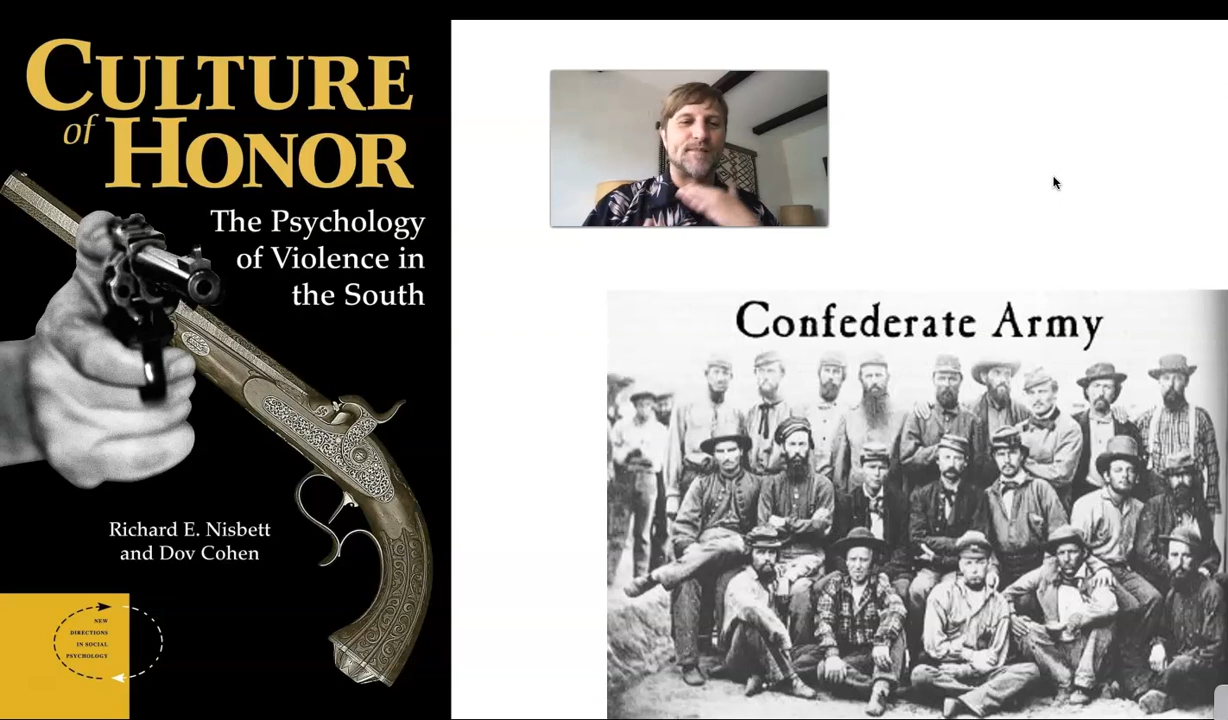 CULTURE
of HONOR
The Psychology
of Violence in
the South
Richard E. Nisbett
and Dov Cohen
NEW
DIRECTIONS
IN SOCIAL
PSYCHOLOGY
Confederate Army